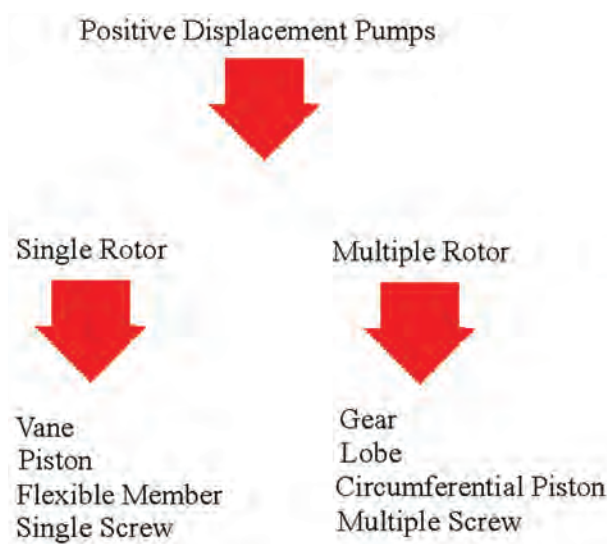 Positive Displacement Pumps
Single Rotor
Multiple Rotor
Vane
Piston
Flexible Member
Single Screw
Gear
Lobe
Circumferential Piston
Multiple Screw